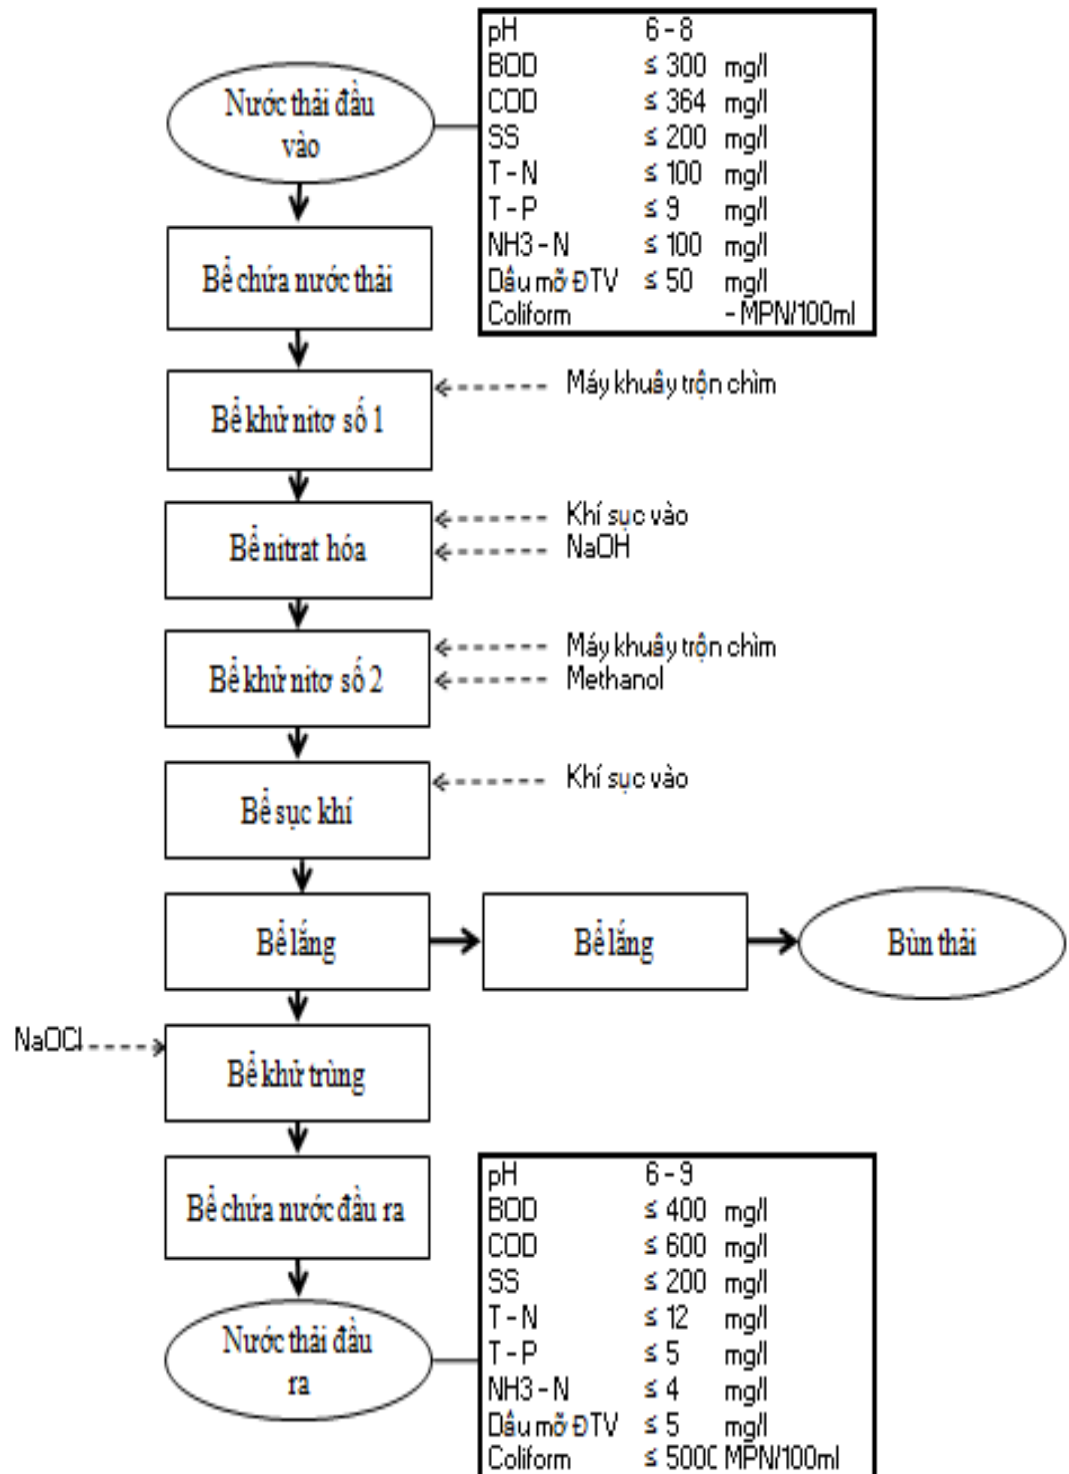 pH 6 - 8
BOD ≤ 300 mg/l
COD ≤ 364 mg/l
SS ≤ 200 mg/l
T - N ≤ 100 mg/l
T - P ≤ 9 mg/l
NH3 - N ≤ 100 mg/l
Dầu mỡ ĐTV ≤ 50 mg/l
Coliform - MPN/100ml
Nước thải đầu
vào
Bể chứa nước thải
Máy khuấy trộn chìm
Bể khử nitơ số 1
Khí sục vào
NaOH
Bể nitrat hóa
Máy khuấy trộn chìm
Methanol
Bể khử nitơ số 2
Khí sục vào
Bể sục khí
Bể lắng
Bể lắng
Bùn thải
NaOCl
Bể khử trùng
Bể chứa nước đầu ra
Nước thải đầu
ra
pH 6 - 9
BOD ≤ 400 mg/l
COD ≤ 600 mg/l
SS ≤ 200 mg/l
T - N ≤ 12 mg/l
T - P ≤ 5 mg/l
NH3 - N ≤ 4 mg/l
Dầu mỡ ĐTV ≤ 5 mg/l
Coliform ≤ 5000 MPN/100ml